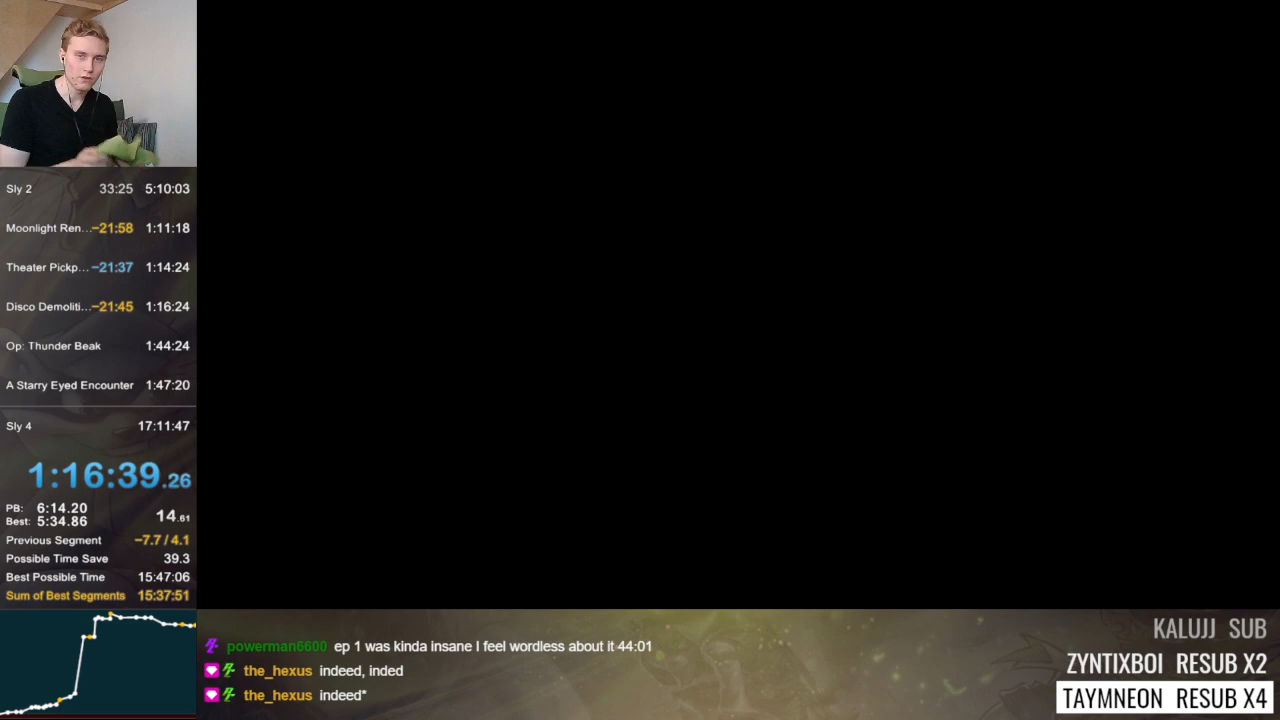 Sly 2 33:25 5:10:03
Moonlight Ren... −21:58 1:11:18
Theater Pickp... −21:37 1:14:24
Disco Demoliti... −21:45 1:16:24
Op: Thunder Beak 1:44:24
A Starry Eyed Encounter 1:47:20
Sly 4 17:11:47
1:16:39.26
PB: 6:14.20
Best: 5:34.86 14.61
Previous Segment −7.7 / 4.1
Possible Time Save 39.3
Best Possible Time 15:47:06
Sum of Best Segments 15:37:51
powerman6600 ep 1 was kinda insane I feel wordless about it 44:01
the_hexus indeed, inded
the_hexus indeed*
KALUJJ SUB
ZYNTIXBOI RESUB X2
TAYMNEON RESUB X4